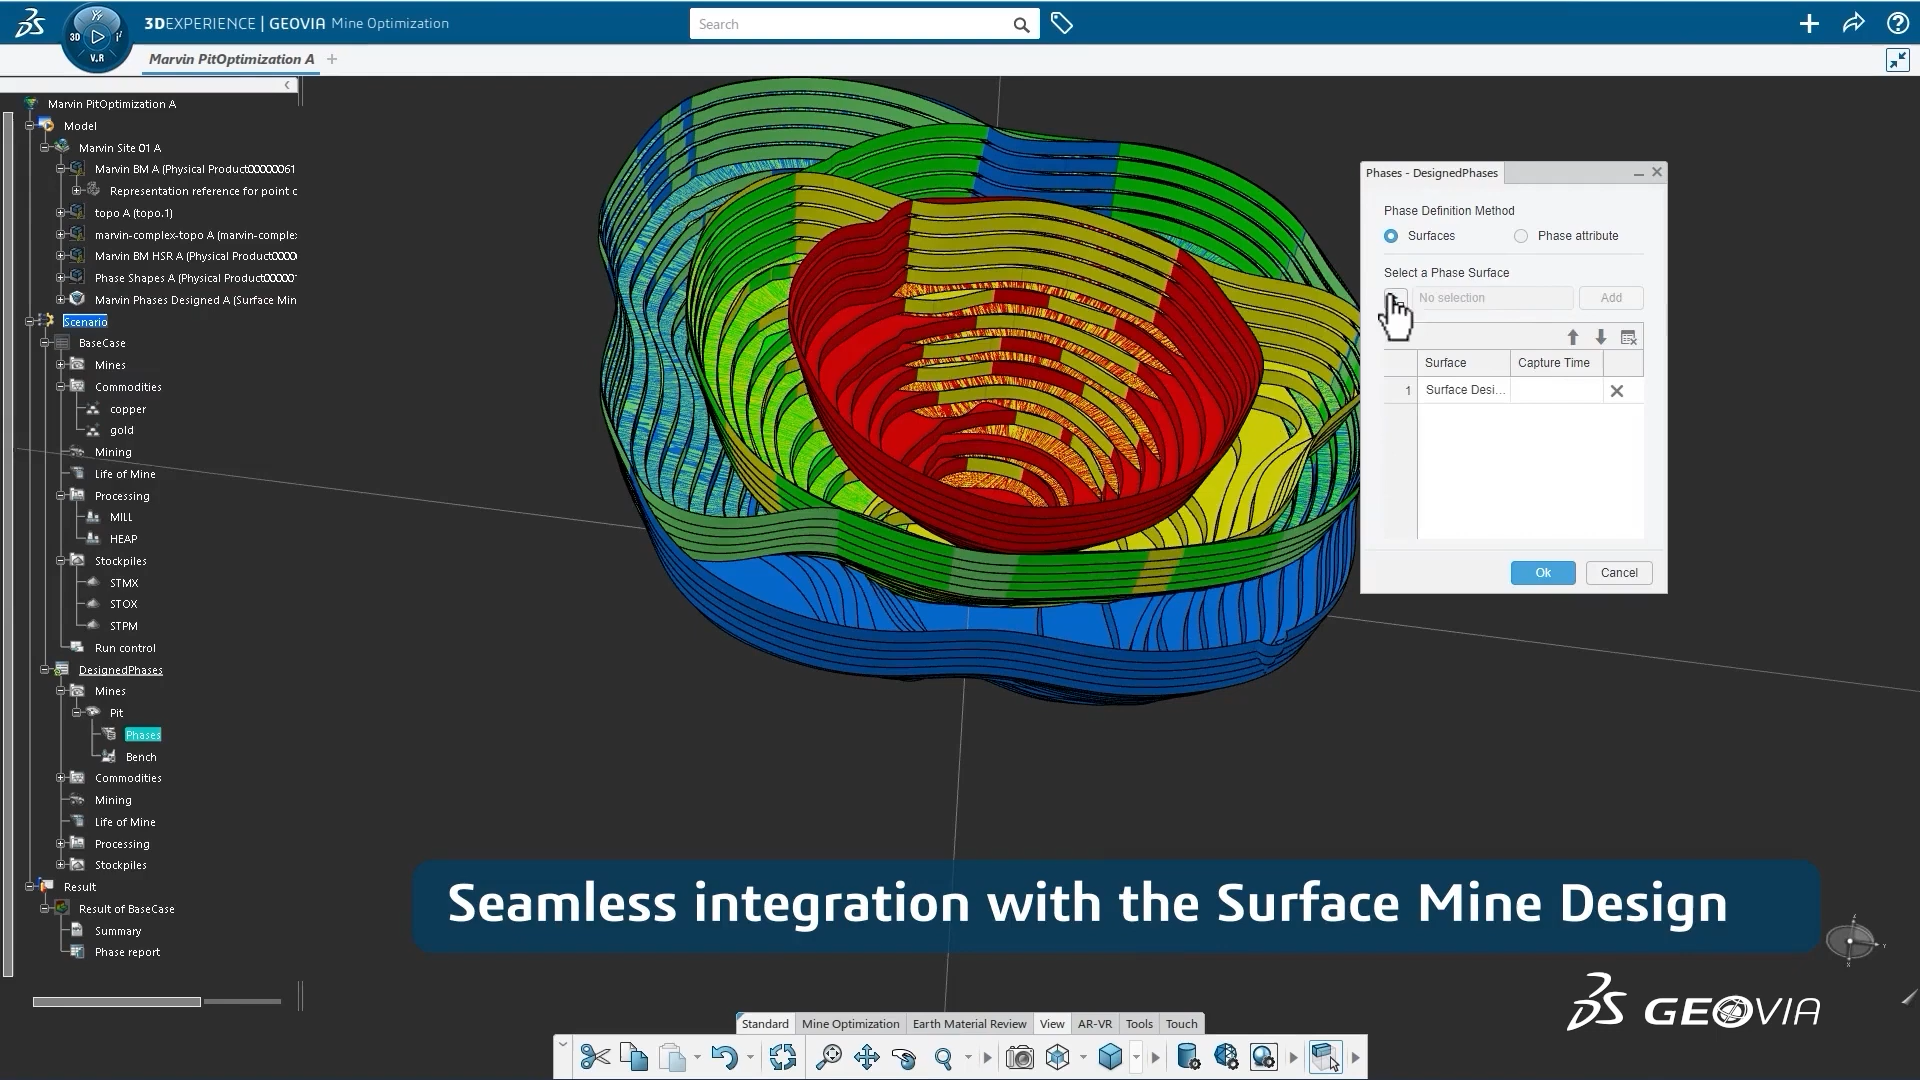 3DEXPERIENCE | GEOVIA Mine Optimization
Search
3D
V.R
Marvin PitOptimization A
Marvin PitOptimization A
Model
Marvin Site 01 A
Marvin BM A (Physical Product00000061
Representation reference for point c
topo A (topo.1)
marvin-complex-topo A (marvin-complex
Marvin BM HSR A (Physical Product0000
Phase Shapes A (Physical Product00000
Marvin Phases Designed A (Surface Min
Scenario
BaseCase
Mines
Commodities
copper
gold
Mining
Life of Mine
Processing
MILL
HEAP
Stockpiles
STMX
STOX
STPM
Run control
DesignedPhases
Mines
Pit
Phases
Bench
Commodities
Mining
Life of Mine
Processing
Stockpiles
Result
Result of BaseCase
Summary
Phase report
Phases - DesignedPhases
Phase Definition Method
Surfaces
Phase attribute
Select a Phase Surface
No selection
Add
Surface
Capture Time
1
Surface Desi...
Ok
Cancel
Seamless integration with the Surface Mine Design
GEOVIA
Standard
Mine Optimization
Earth Material Review
View
AR-VR
Tools
Touch